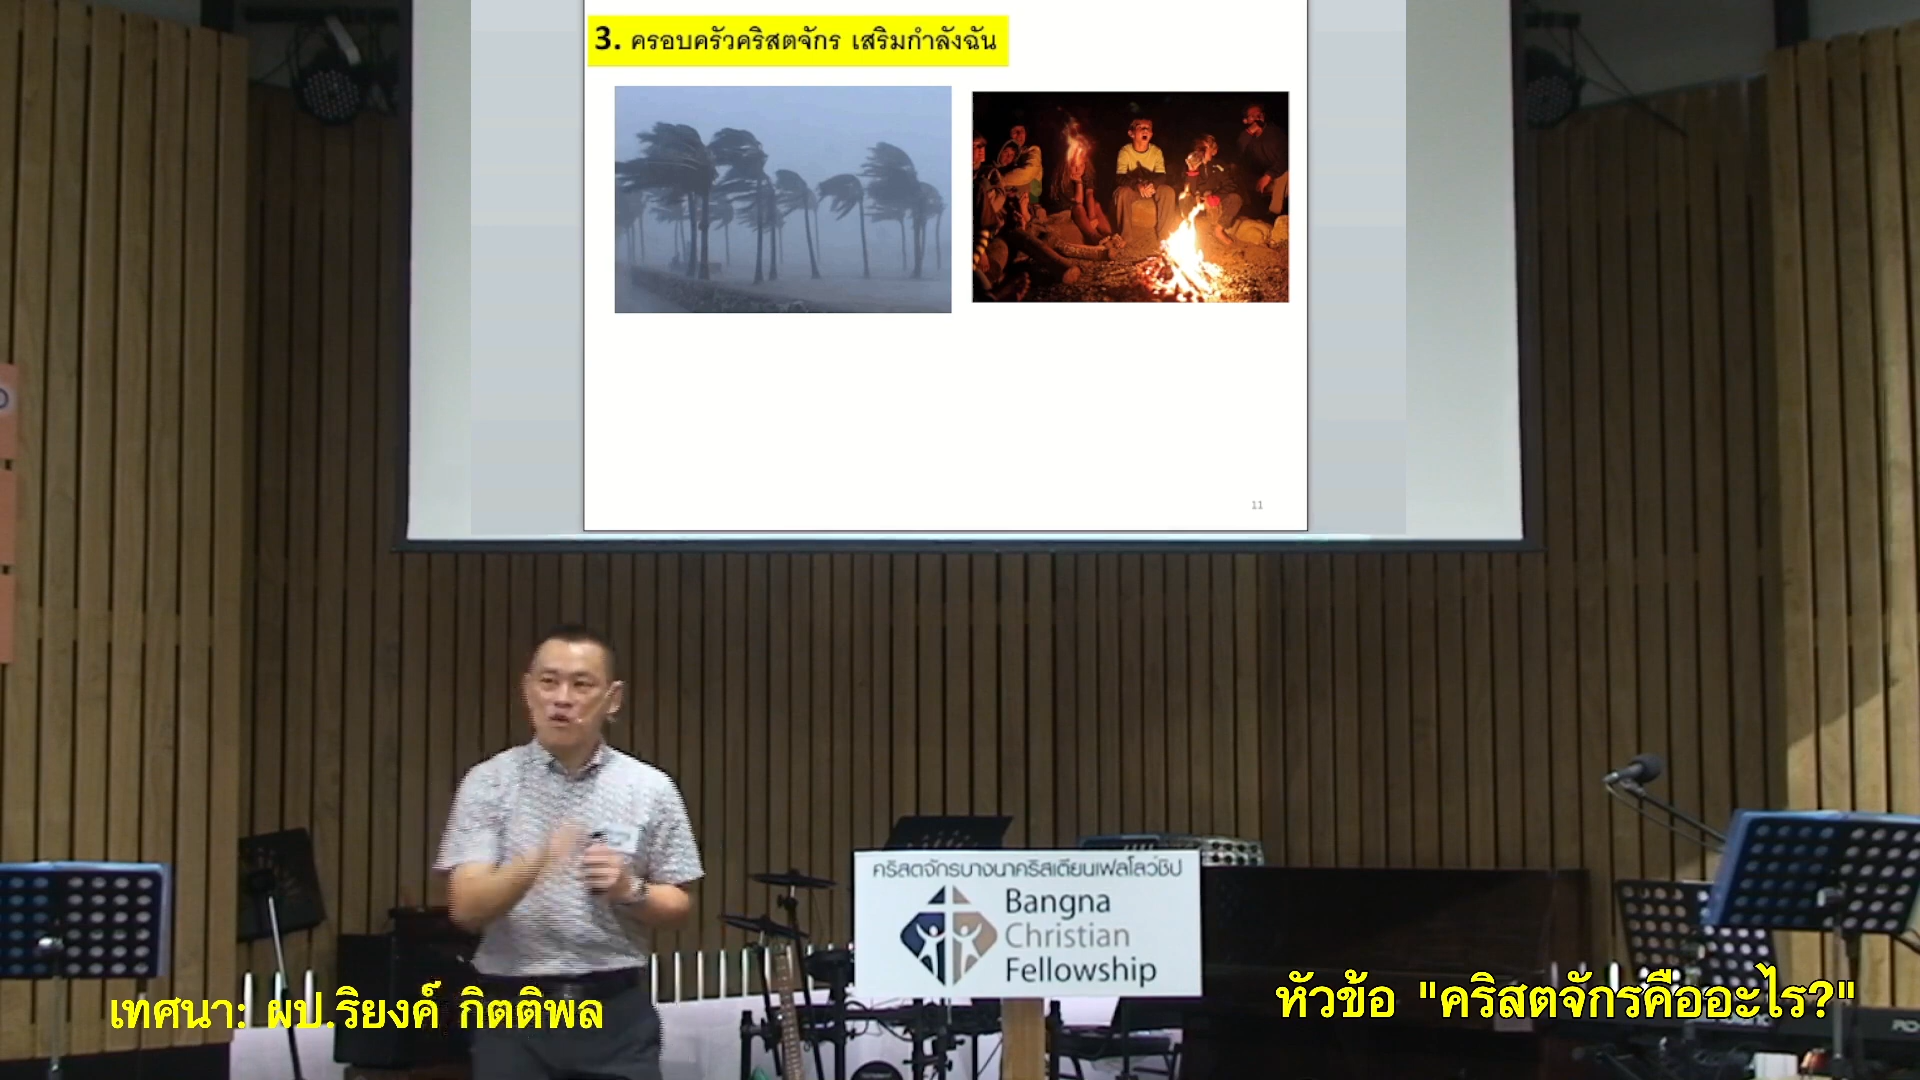 3. ครอบครัวคริสตจักร เสริมกำลังฉัน
11
คริสตจักรบางนาคริสเตียนเฟลโลว์ชิป
Bangna
Christian
Fellowship
เทศนา: ผป.ริยงค์ กิตติพล
หัวข้อ "คริสตจักรคืออะไร?"